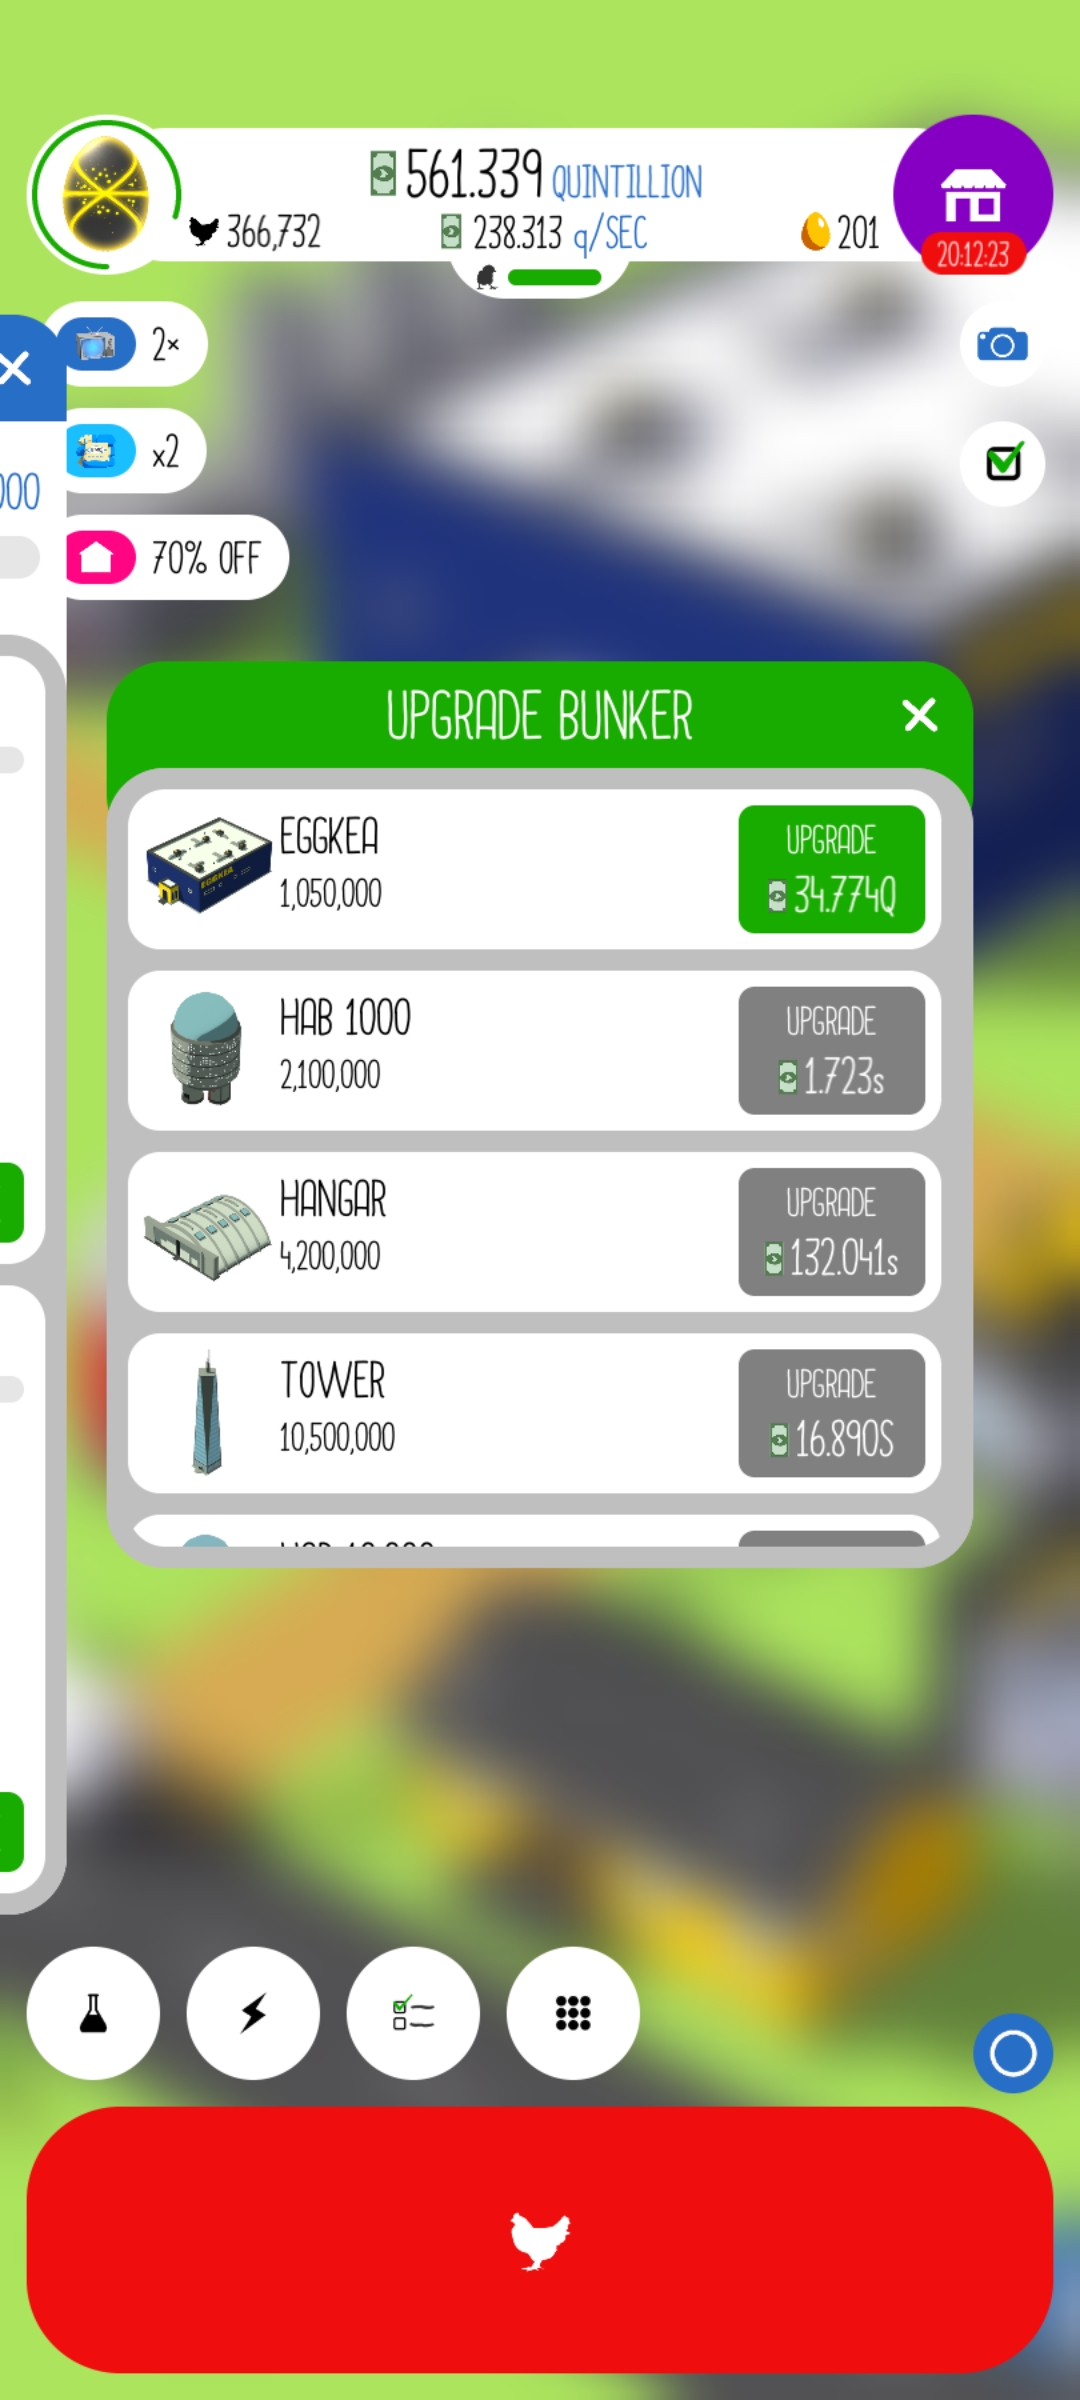 561.339 QUINTILLION
366,732
238.313 q/SEC
201
20:12:23
2×
x2
000
70% OFF
UPGRADE BUNKER
EGGKEA
1,050,000
UPGRADE
34.774Q
HAB 1000
2,100,000
UPGRADE
1.723s
HANGAR
4,200,000
UPGRADE
132.041s
TOWER
10,500,000
UPGRADE
16.890S